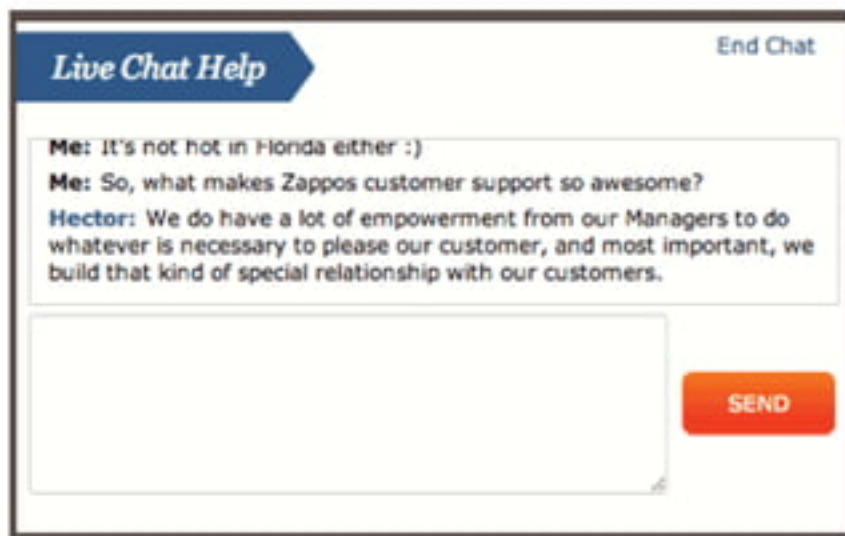 Live Chat Help
End Chat
Me: It's not hot in Florida either :)
Me: So, what makes Zappos customer support so awesome?
Hector: We do have a lot of empowerment from our Managers to do
whatever is necessary to please our customer, and most important, we
build that kind of special relationship with our customers.
SEND